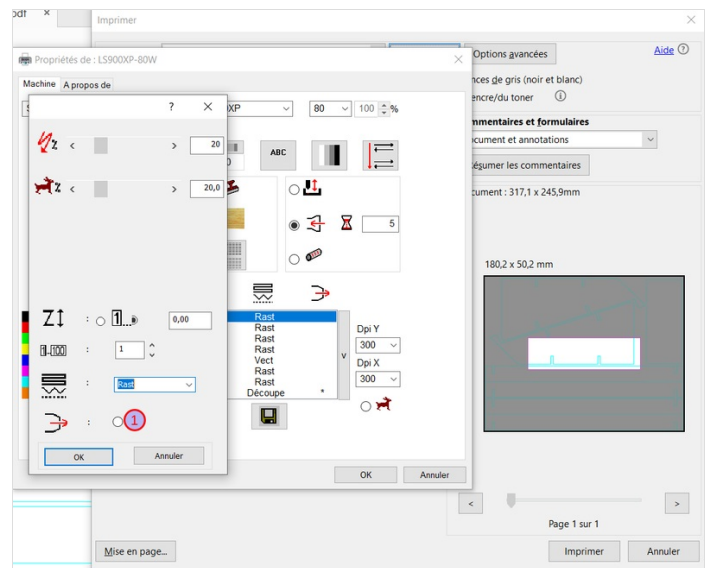 odf ×
Imprimer
Options avancées
Aide
nces de gris (noir et blanc)
encre/du toner
mmentaires et formulaires
ocument et annotations
ésumer les commentaires
cument : 317,1 x 245,9mm
180,2 x 50,2 mm
Page 1 sur 1
Mise en page...
Imprimer
Annuler
Propriétés de : LS900XP-80W
Machine
A propos de
XP
80
100 %
ABC
5
Rast
Rast
Rast
Rast
Vect
Rast
Rast
Découpe *
Dpi Y
300
v
Dpi X
300
OK
Annuler
? ×
% < > 20
% < > 20,0
Z : 1... 0,00
1..100 : 1
: Rast
: 1
OK
Annuler